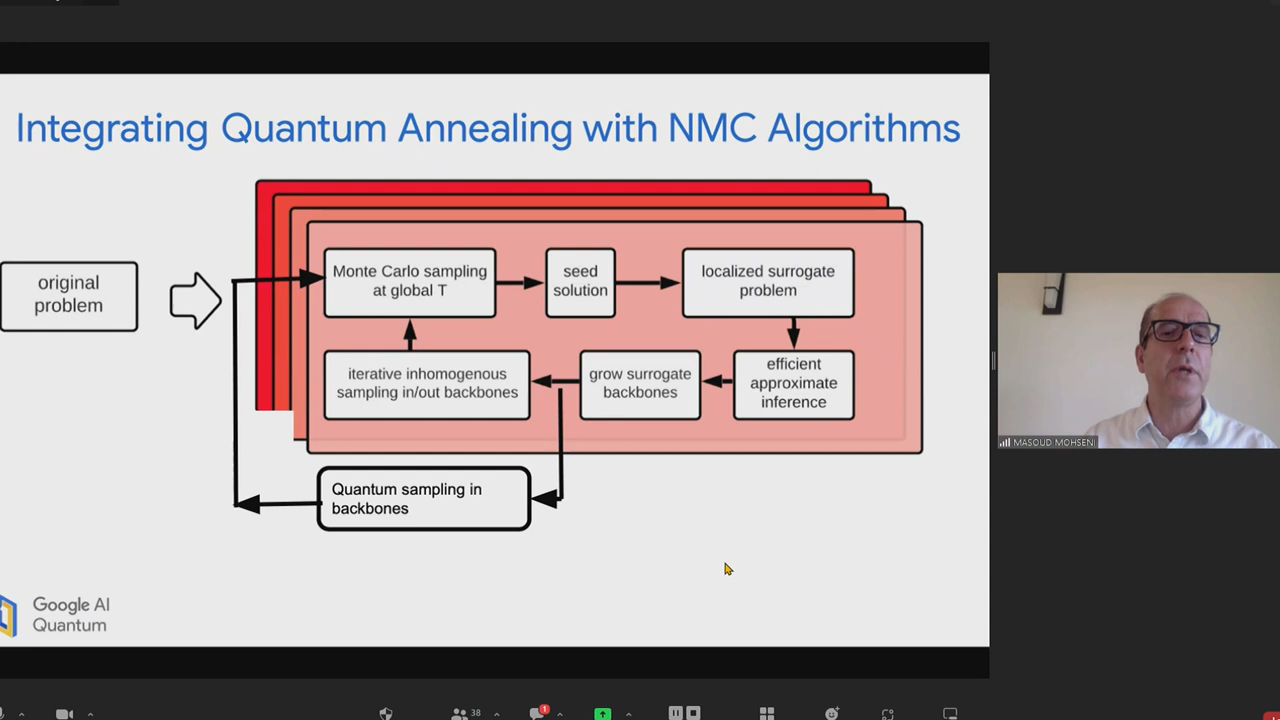 Integrating Quantum Annealing with NMC Algorithms
original
problem
Monte Carlo sampling
at global T
seed
solution
localized surrogate
problem
iterative inhomogenous
sampling in/out backbones
grow surrogate
backbones
efficient
approximate
inference
Quantum sampling in
backbones
Google AI
Quantum
MASOUD MOHSENI
38
1